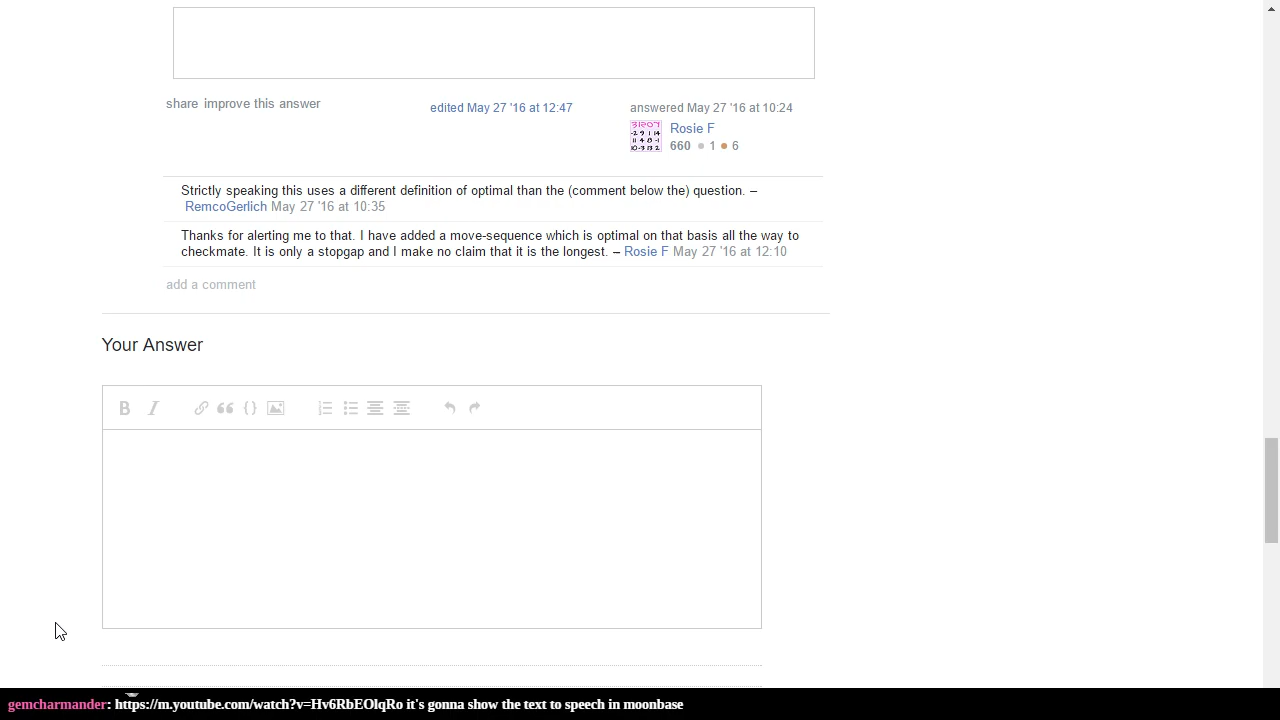 share improve this answer
edited May 27 '16 at 12:47
answered May 27 '16 at 10:24
Rosie F
660 1 6
Strictly speaking this uses a different definition of optimal than the (comment below the) question. –
RemcoGerlich May 27 '16 at 10:35
Thanks for alerting me to that. I have added a move-sequence which is optimal on that basis all the way to
checkmate. It is only a stopgap and I make no claim that it is the longest. – Rosie F May 27 '16 at 12:10
add a comment
Your Answer
B I
gemcharmander: https://m.youtube.com/watch?v=Hv6RbEOlqRo it's gonna show the text to speech in moonbase